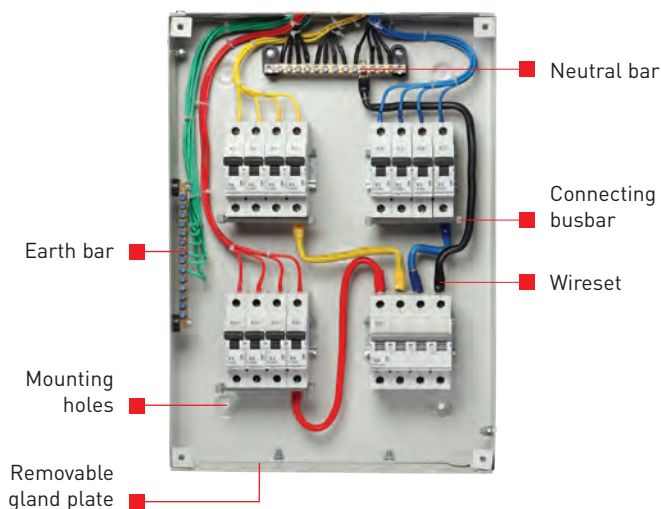 Neutral bar
Connecting
busbar
Earth bar
Wireset
Mounting
holes
Removable
gland plate